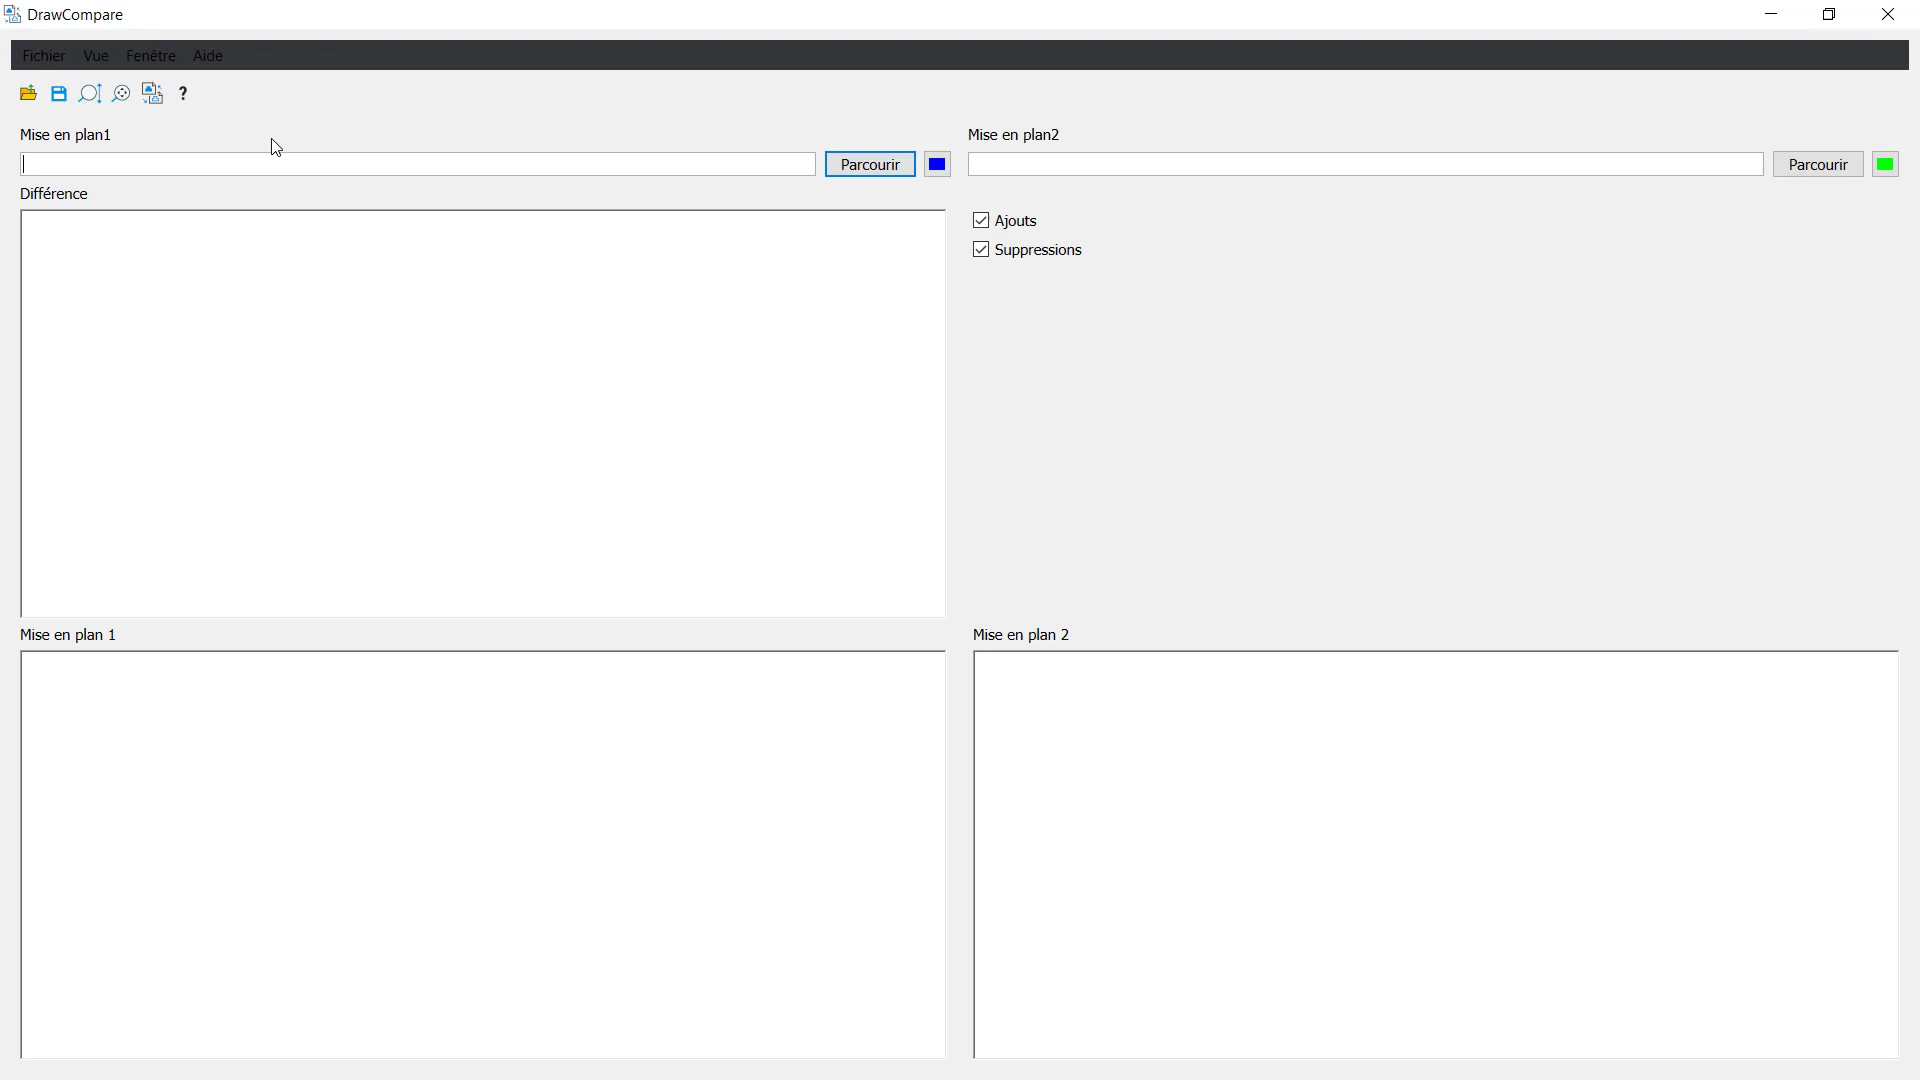 DrawCompare
Fichier Vue Fenêtre Aide
?
Mise en plan1
Mise en plan2
Parcourir
Parcourir
Différence
Ajouts
Suppressions
Mise en plan 1
Mise en plan 2